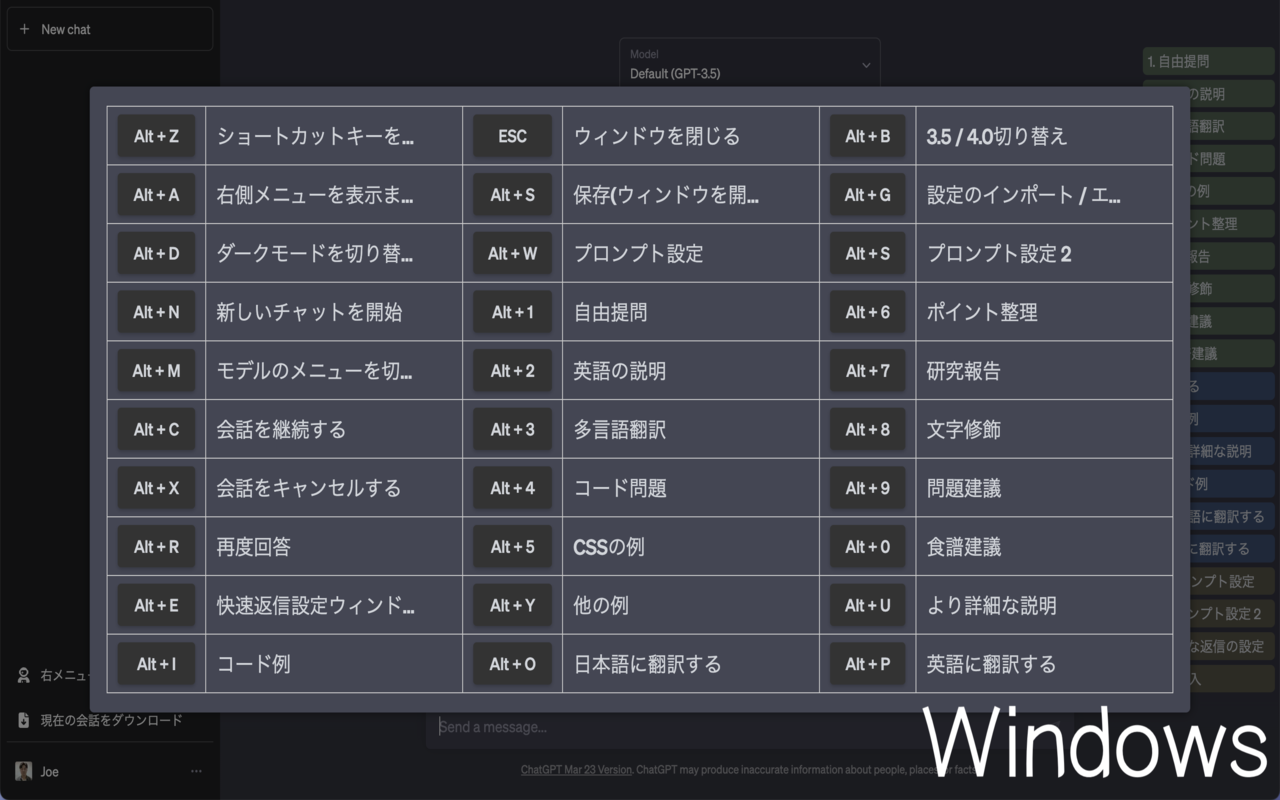 New chat
Model
Default (GPT-3.5)
1. 自由提問
の説明
語翻訳
ド問題
の例
ント整理
報告
修飾
建議
建議
る
例
詳細な説明
ド例
語に翻訳する
に翻訳する
ンプト設定
ンプト設定 2
な返信の設定
入
Alt + Z ショートカットキーを... ESC ウィンドウを閉じる Alt + B 3.5 / 4.0切り替え
Alt + A 右側メニューを表示ま... Alt + S 保存(ウィンドウを開... Alt + G 設定のインポート / エ...
Alt + D ダークモードを切り替... Alt + W プロンプト設定 Alt + S プロンプト設定 2
Alt + N 新しいチャットを開始 Alt + 1 自由提問 Alt + 6 ポイント整理
Alt + M モデルのメニューを切... Alt + 2 英語の説明 Alt + 7 研究報告
Alt + C 会話を継続する Alt + 3 多言語翻訳 Alt + 8 文字修飾
Alt + X 会話をキャンセルする Alt + 4 コード問題 Alt + 9 問題建議
Alt + R 再度回答 Alt + 5 CSSの例 Alt + 0 食譜建議
Alt + E 快速返信設定ウィンド... Alt + Y 他の例 Alt + U より詳細な説明
Alt + I コード例 Alt + O 日本語に翻訳する Alt + P 英語に翻訳する
右メニュー
現在の会話をダウンロード
Joe
Send a message...
ChatGPT Mar 23 Version. ChatGPT may produce inaccurate information about people, places, or facts
Windows